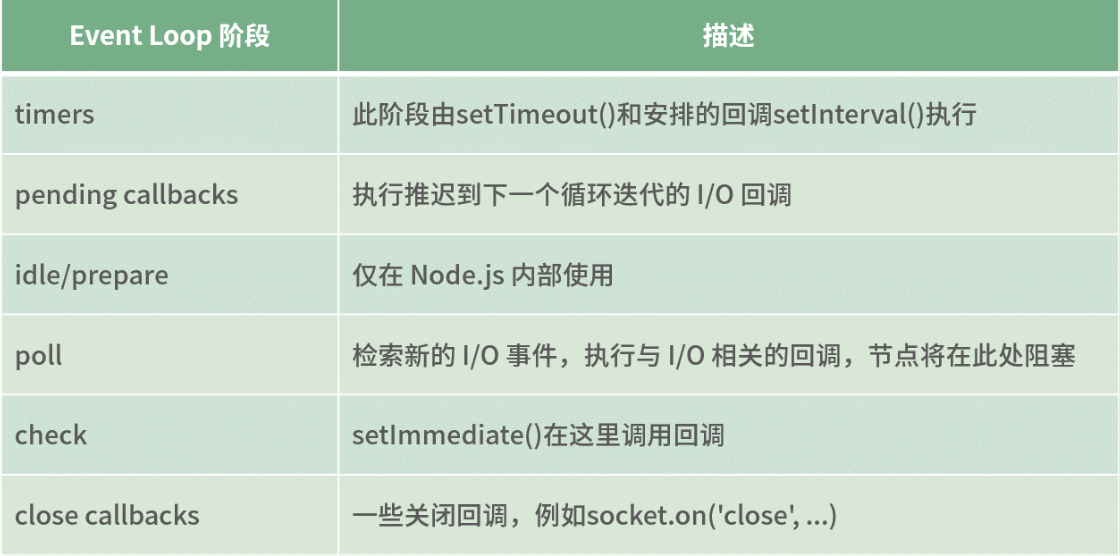 Event Loop 阶段
描述
timers
此阶段由setTimeout()和安排的回调setInterval()执行
pending callbacks
执行推迟到下一个循环迭代的 I/O 回调
idle/prepare
仅在 Node.js 内部使用
poll
检索新的 I/O 事件，执行与 I/O 相关的回调，节点将在此处阻塞
check
setImmediate()在这里调用回调
close callbacks
一些关闭回调，例如socket.on('close', ...)